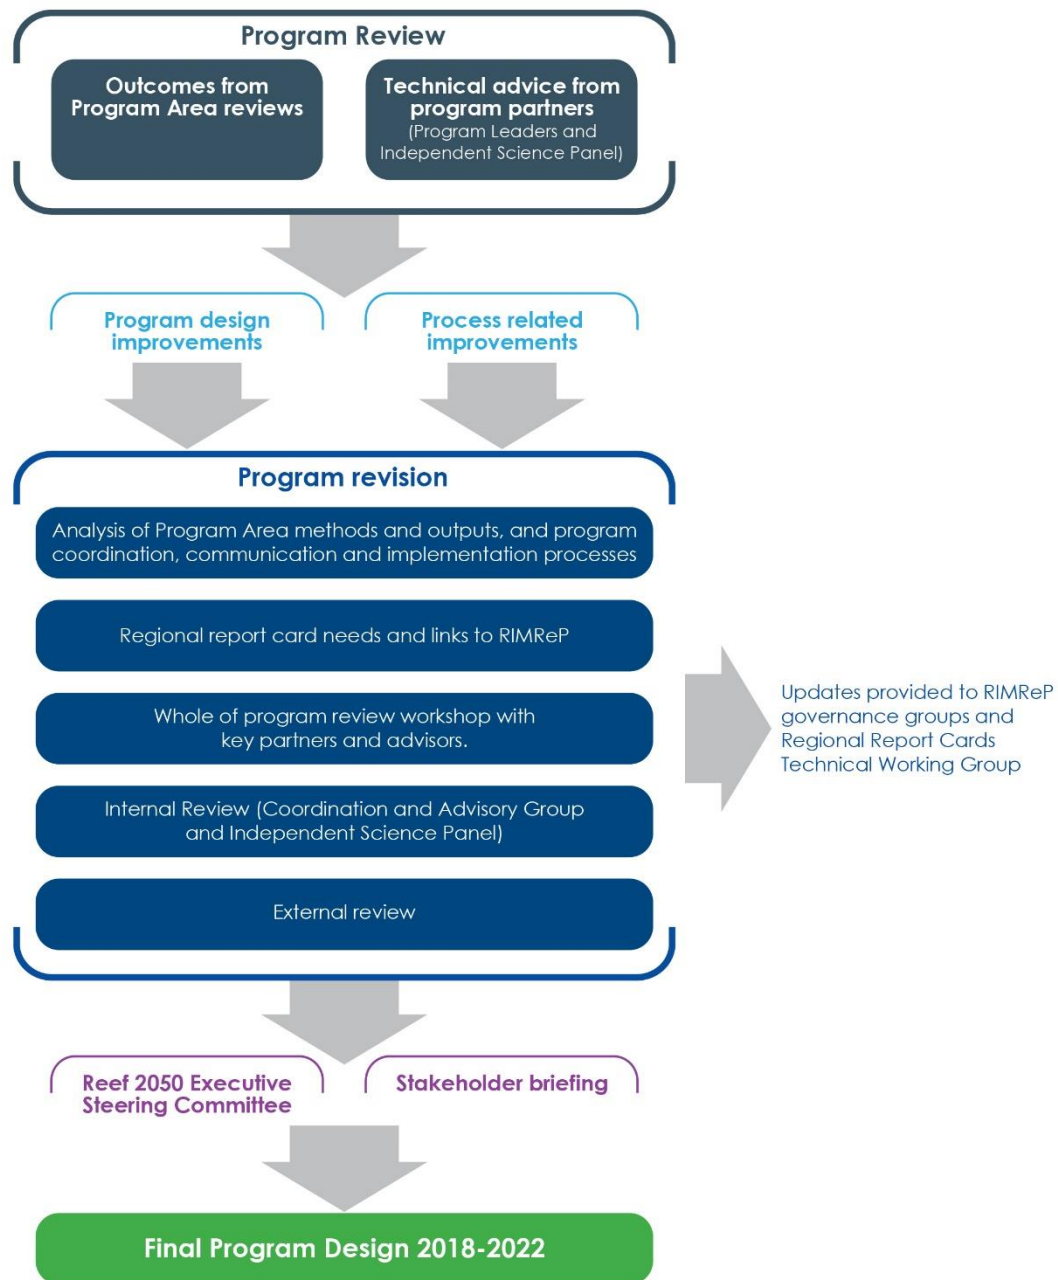 Program Review
Outcomes from
Program Area reviews
Technical advice from
program partners
(Program Leaders and
Independent Science Panel)
Program design
improvements
Process related
improvements
Program revision
Analysis of Program Area methods and outputs, and program
coordination, communication and implementation processes
Regional report card needs and links to RIMReP
Whole of program review workshop with
key partners and advisors.
Internal Review (Coordination and Advisory Group
and Independent Science Panel)
External review
Updates provided to RIMReP
governance groups and
Regional Report Cards
Technical Working Group
Reef 2050 Executive
Steering Committee
Stakeholder briefing
Final Program Design 2018-2022